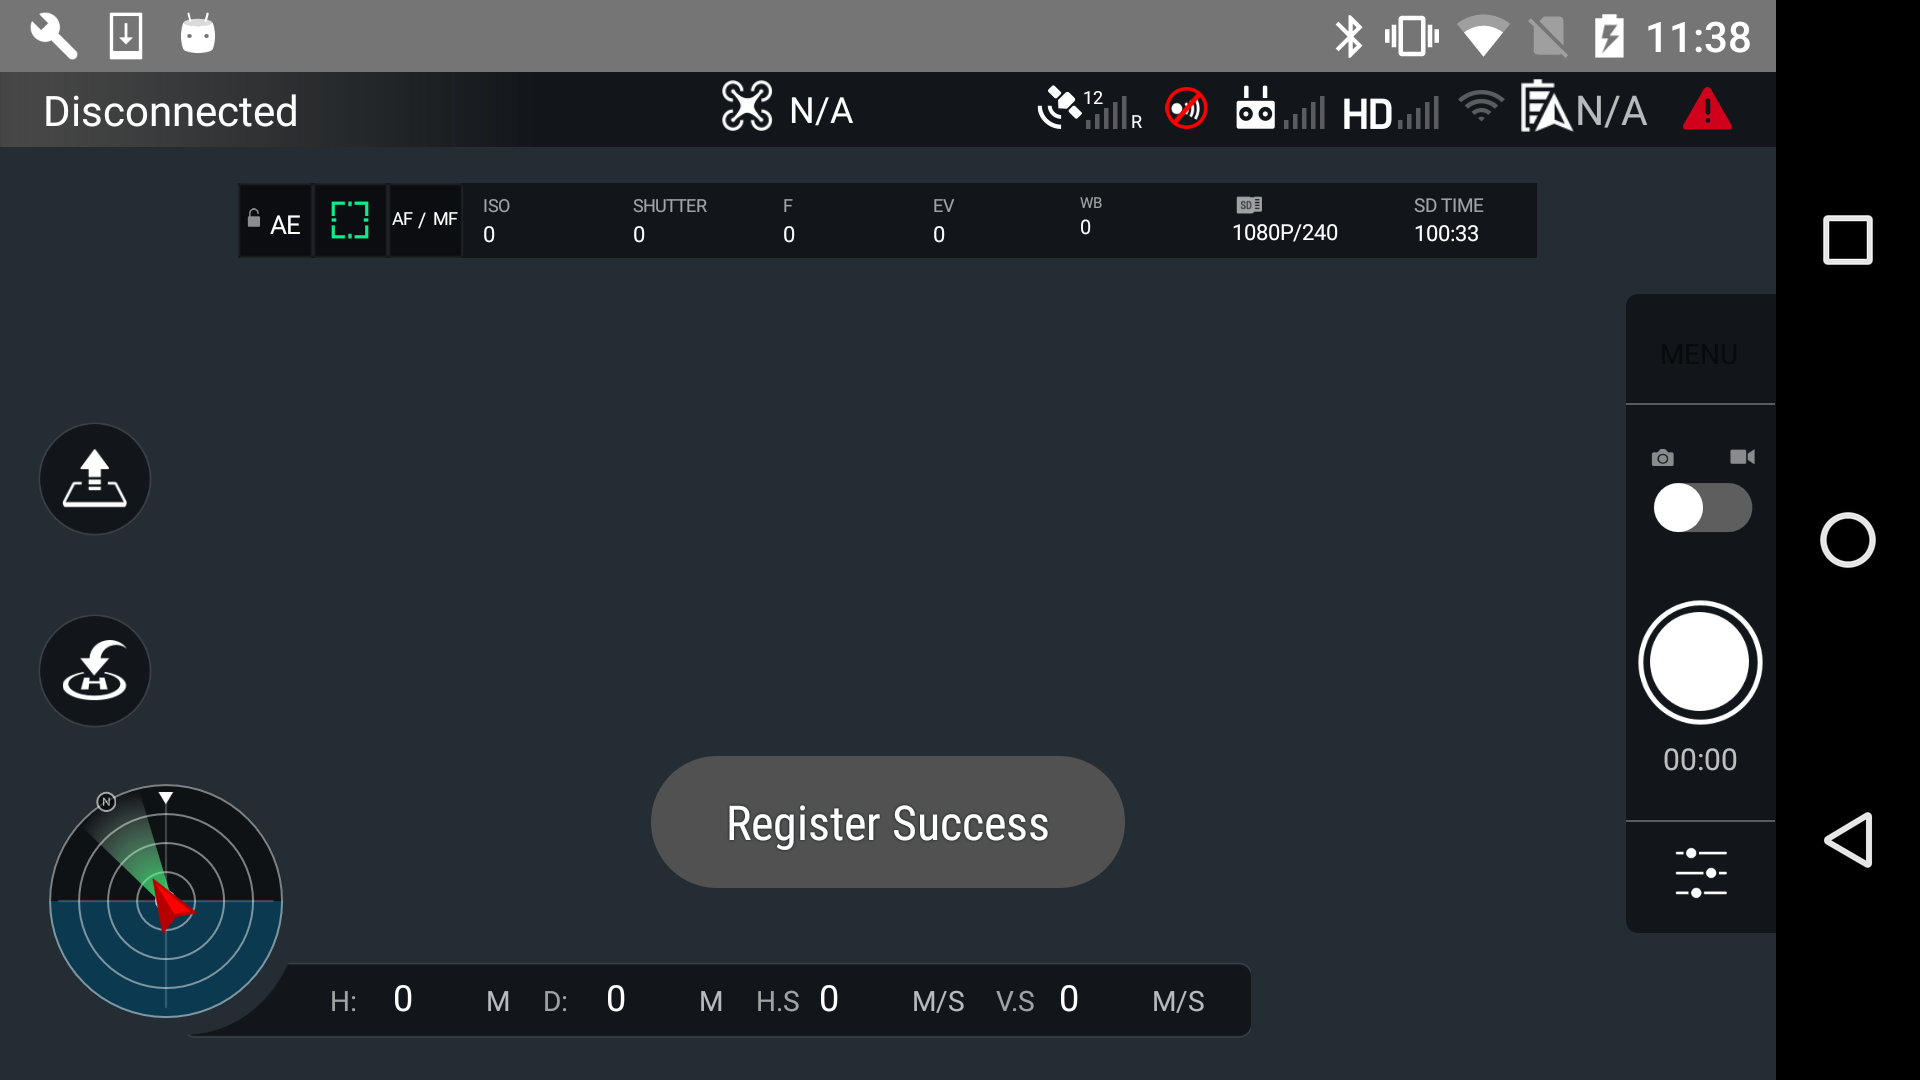 11:38
Disconnected
N/A
12
R
HD
N/A
AE
AF / MF
ISO
0
SHUTTER
0
F
0
EV
0
WB
0
SD
1080P/240
SD TIME
100:33
MENU
00:00
Register Success
N
H: 0 M D: 0 M H.S 0 M/S V.S 0 M/S